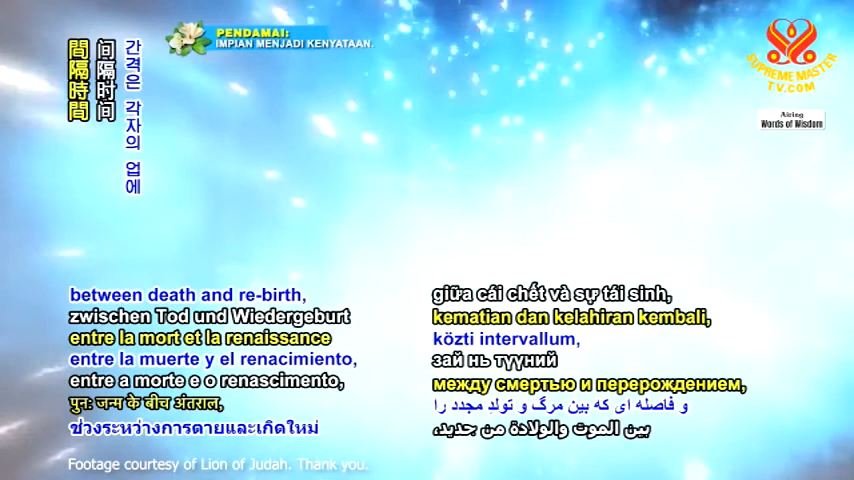 PENDAMAI:
IMPIAN MENJADI KENYATAAN.
SUPREME MASTER
TV.COM
Airing
Words of Wisdom
間隔時間
间隔时间
간격은 각자의 업에
between death and re-birth,
zwischen Tod und Wiedergeburt
entre la mort et la renaissance
entre la muerte y el renacimiento,
entre a morte e o renascimento,
पुनः जन्म के बीच अंतराल,
ช่วงระหว่างการตายและเกิดใหม่
giữa cái chết và sự tái sinh,
kematian dan kelahiran kembali,
közti intervallum,
зай нь түүний
между смертью и перерождением,
و فاصله ای که بین مرگ و تولدِ مجدد را
بين الموت والولادة من جديد،
Footage courtesy of Lion of Judah. Thank you.